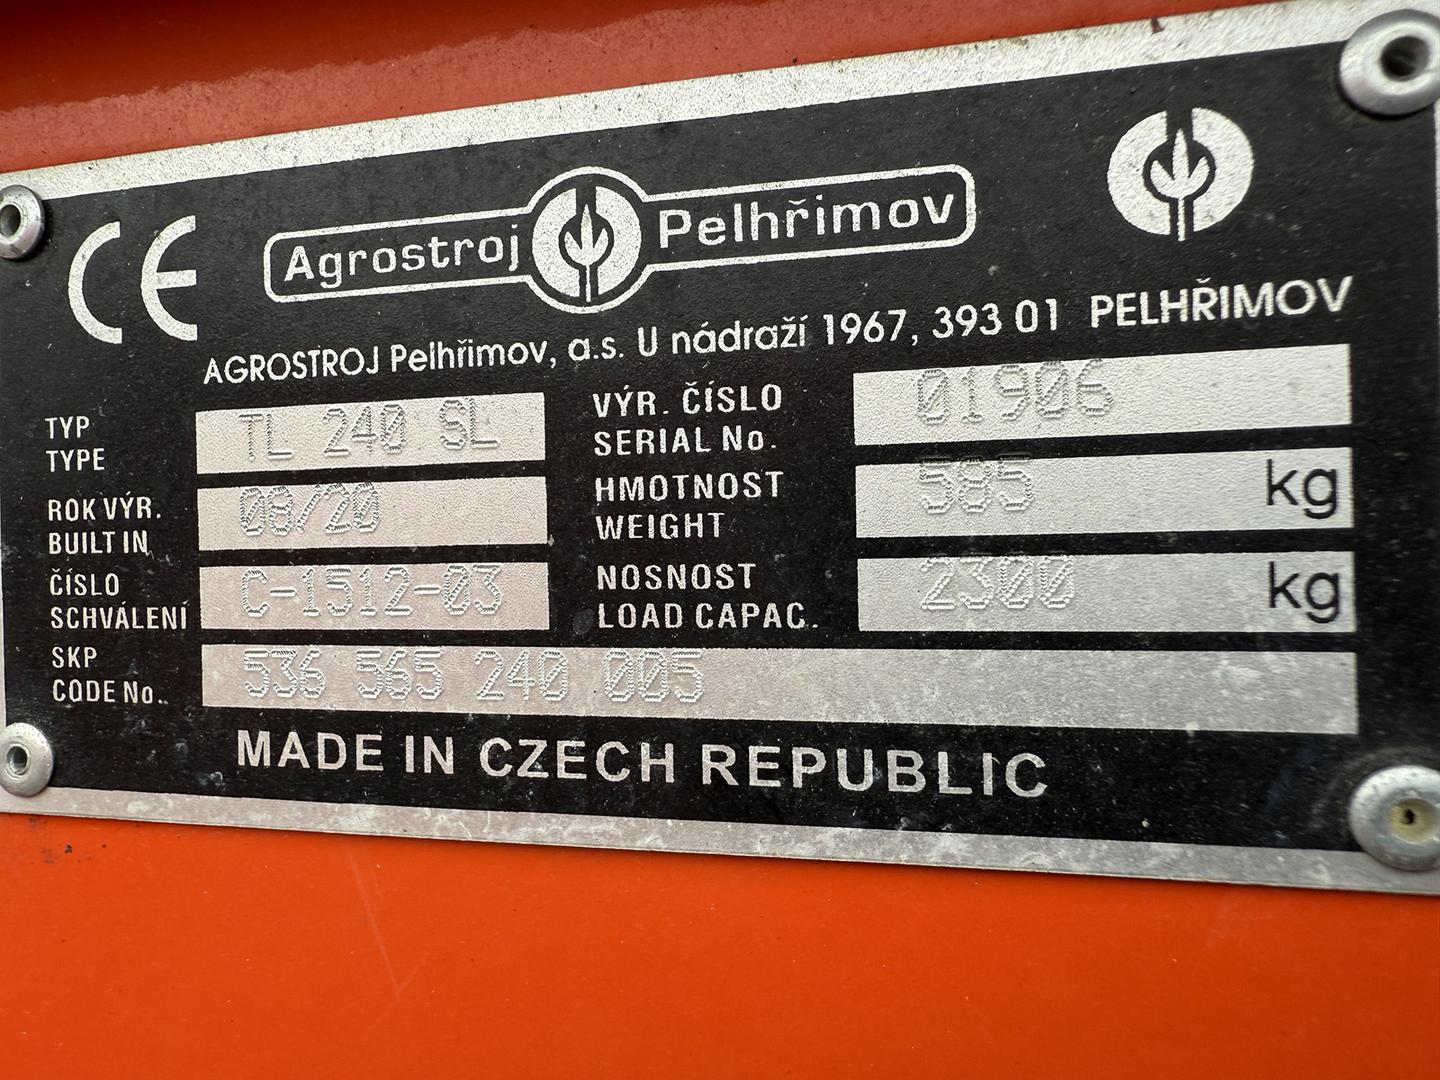 CE Agrostroj Pelhřimov
AGROSTROJ Pelhřimov, a.s. U nádraží 1967, 393 01 PELHŘIMOV
TYP
TYPE
TL 240 SL
VÝR. ČÍSLO
SERIAL No.
01906
ROK VÝR.
BUILT IN
08/20
HMOTNOST
WEIGHT
585 kg
ČÍSLO
SCHVÁLENÍ
C-1512-03
NOSNOST
LOAD CAPAC.
2300 kg
SKP
CODE No..
536 565 240 005
MADE IN CZECH REPUBLIC